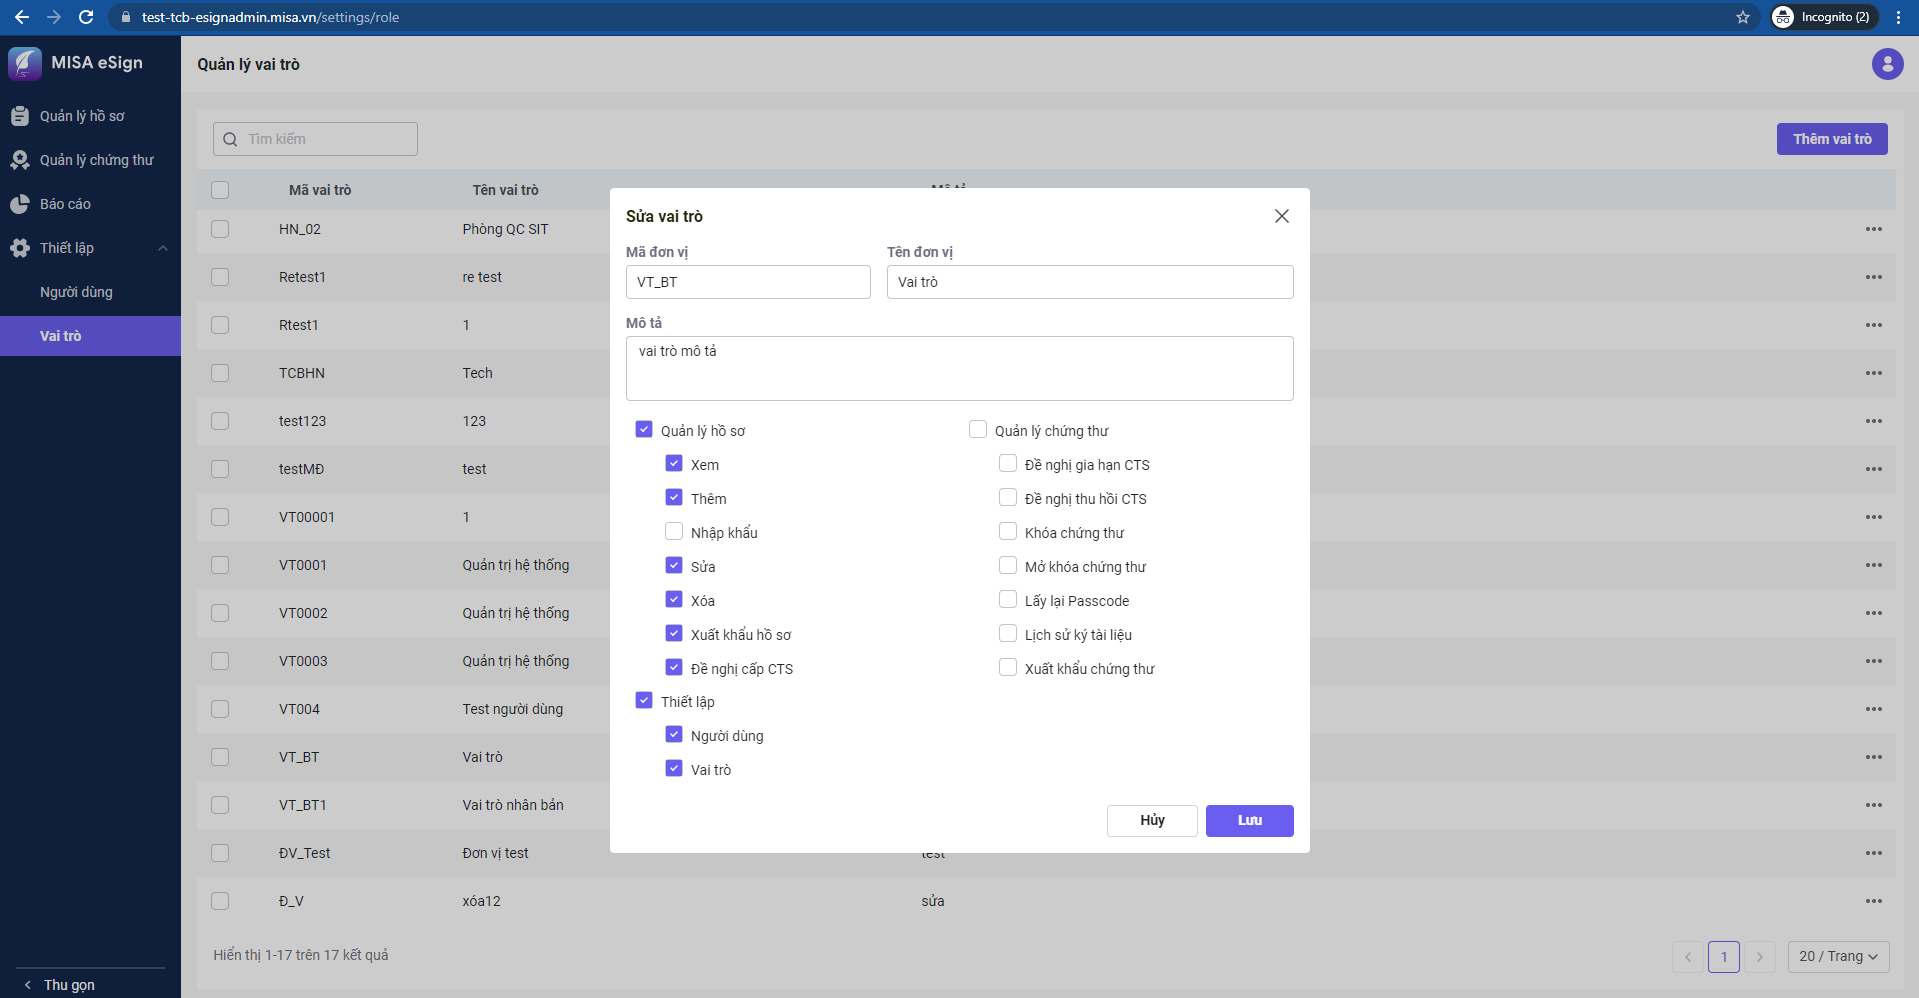 test-tcb-esignadmin.misa.vn/settings/role
Incognito (2)
MISA eSign
Quản lý hồ sơ
Quản lý chứng thư
Báo cáo
Thiết lập
Người dùng
Vai trò
Thu gọn
Quản lý vai trò
Tìm kiếm
Thêm vai trò
Mã vai trò Tên vai trò Mô tả
HN_02 Phòng QC SIT
Retest1 re test
Rtest1 1
TCBHN Tech
test123 123
testMĐ test
VT00001 1
VT0001 Quản trị hệ thống
VT0002 Quản trị hệ thống
VT0003 Quản trị hệ thống
VT004 Test người dùng
VT_BT Vai trò
VT_BT1 Vai trò nhân bản
ĐV_Test Đơn vị test test
Đ_V xóa12 sửa
Hiển thị 1-17 trên 17 kết quả
1
20 / Trang
Sửa vai trò
Mã đơn vị Tên đơn vị
VT_BT Vai trò
Mô tả
vai trò mô tả
Quản lý hồ sơ
Xem
Thêm
Nhập khẩu
Sửa
Xóa
Xuất khẩu hồ sơ
Đề nghị cấp CTS
Thiết lập
Người dùng
Vai trò
Quản lý chứng thư
Đề nghị gia hạn CTS
Đề nghị thu hồi CTS
Khóa chứng thư
Mở khóa chứng thư
Lấy lại Passcode
Lịch sử ký tài liệu
Xuất khẩu chứng thư
Hủy Lưu